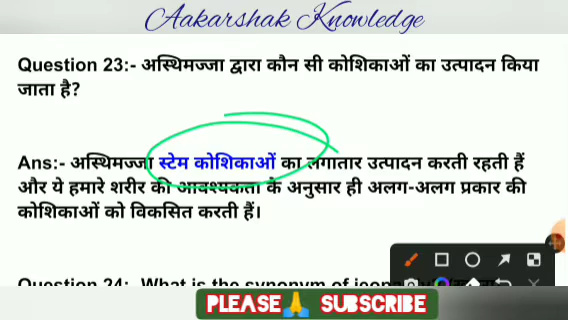 Aakarshak Knowledge
Question 23:- अस्थिमज्जा द्वारा कौन सी कोशिकाओं का उत्पादन किया
जाता है?
Ans:- अस्थिमज्जा स्टेम कोशिकाओं का लगातार उत्पादन करती रहती हैं
और ये हमारे शरीर की आवश्यकता के अनुसार ही अलग-अलग प्रकार की
कोशिकाओं को विकसित करती हैं।
Question 24:- What is the synonym of
PLEASE🙏 SUBSCRIBE